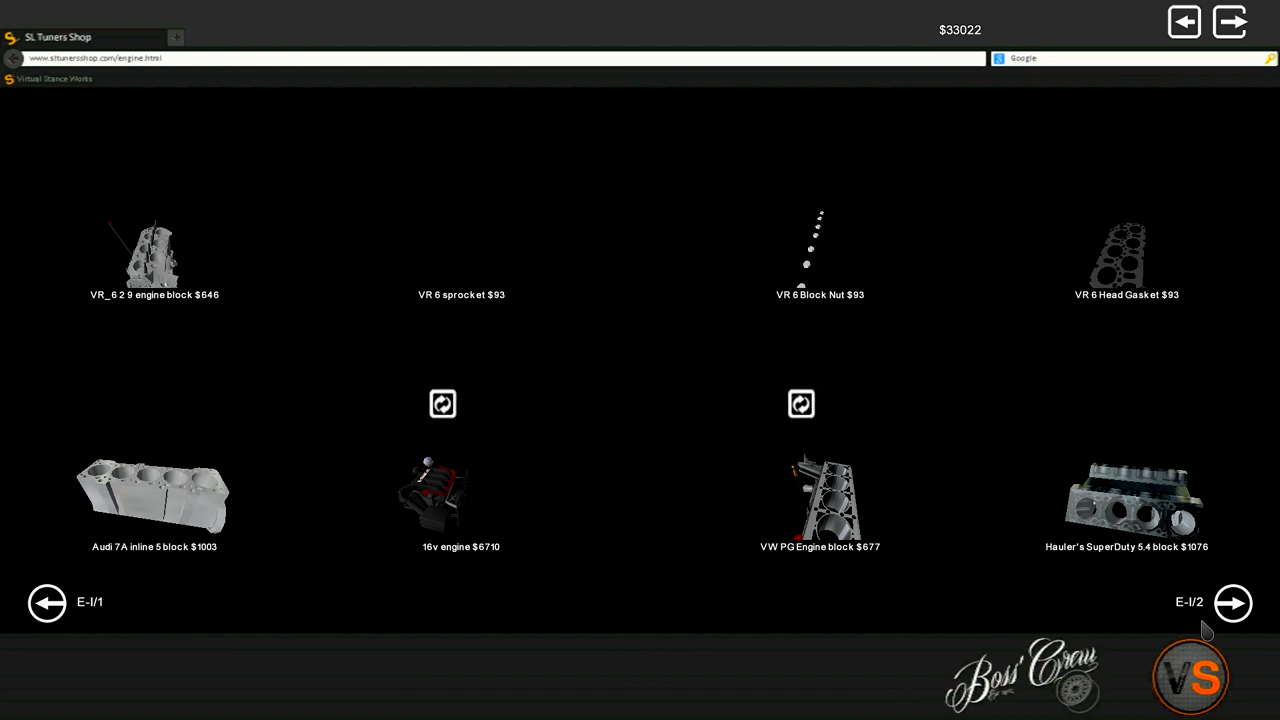 $33022
SL Tuners Shop
www.sltunersshop.com/engine.html
Google
Virtual Stance Works
VR_6 2 9 engine block $646
VR 6 sprocket $93
VR 6 Block Nut $93
VR 6 Head Gasket $93
Audi 7A inline 5 block $1003
16v engine $6710
VW PG Engine block $677
Hauler's SuperDuty 5.4 block $1076
E-I/1
E-I/2
Boss' Crew
VS